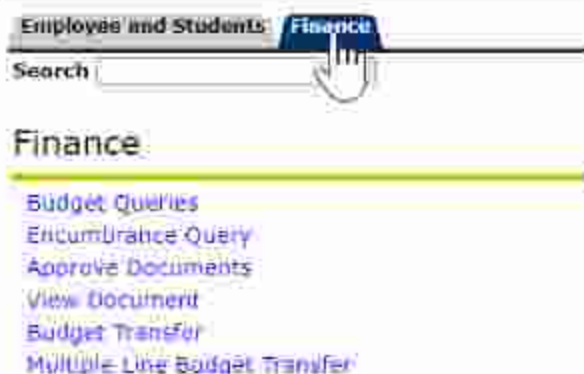 Employee and Students Finance
Search
Finance
Budget Queries
Encumbrance Query
Approve Documents
View Document
Budget Transfer
Multiple Line Budget Transfer